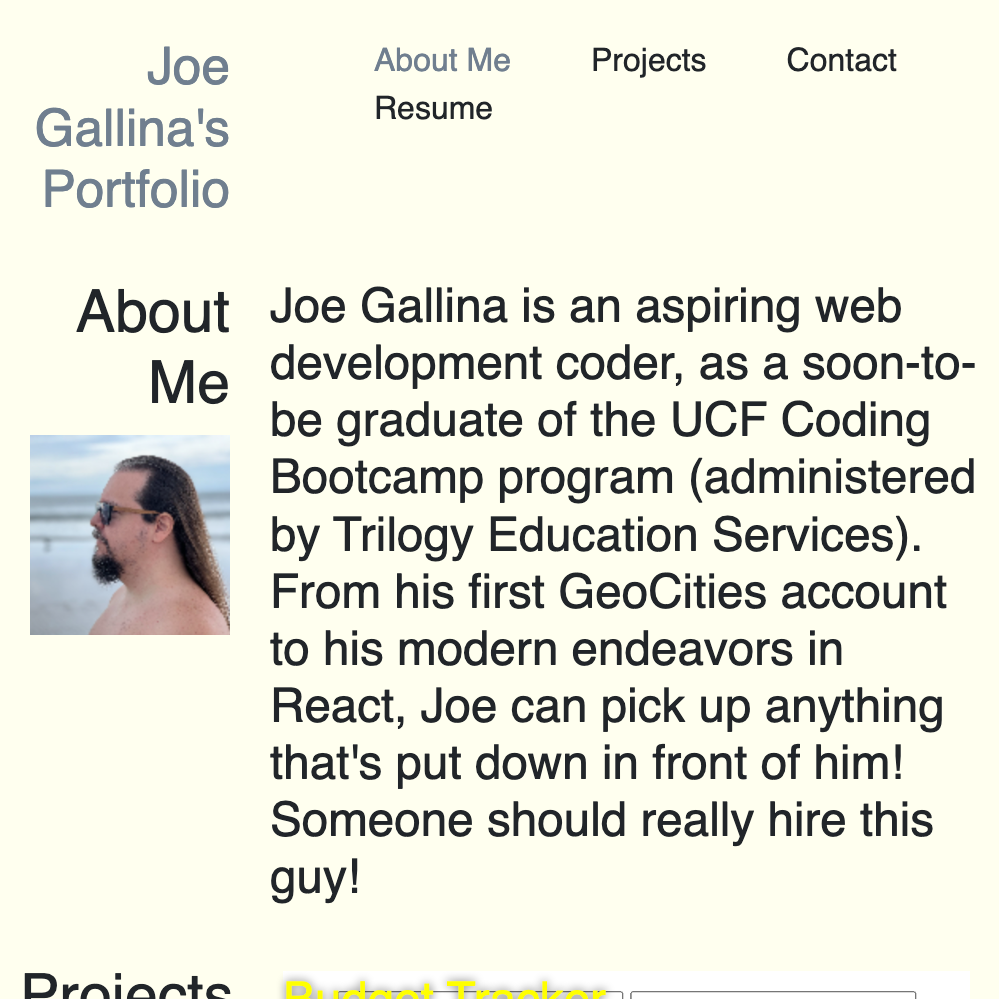 Joe
Gallina's
Portfolio
About Me Projects Contact
Resume
About
Me
Joe Gallina is an aspiring web
development coder, as a soon-to-
be graduate of the UCF Coding
Bootcamp program (administered
by Trilogy Education Services).
From his first GeoCities account
to his modern endeavors in
React, Joe can pick up anything
that's put down in front of him!
Someone should really hire this
guy!
Projects
Budget Tracker